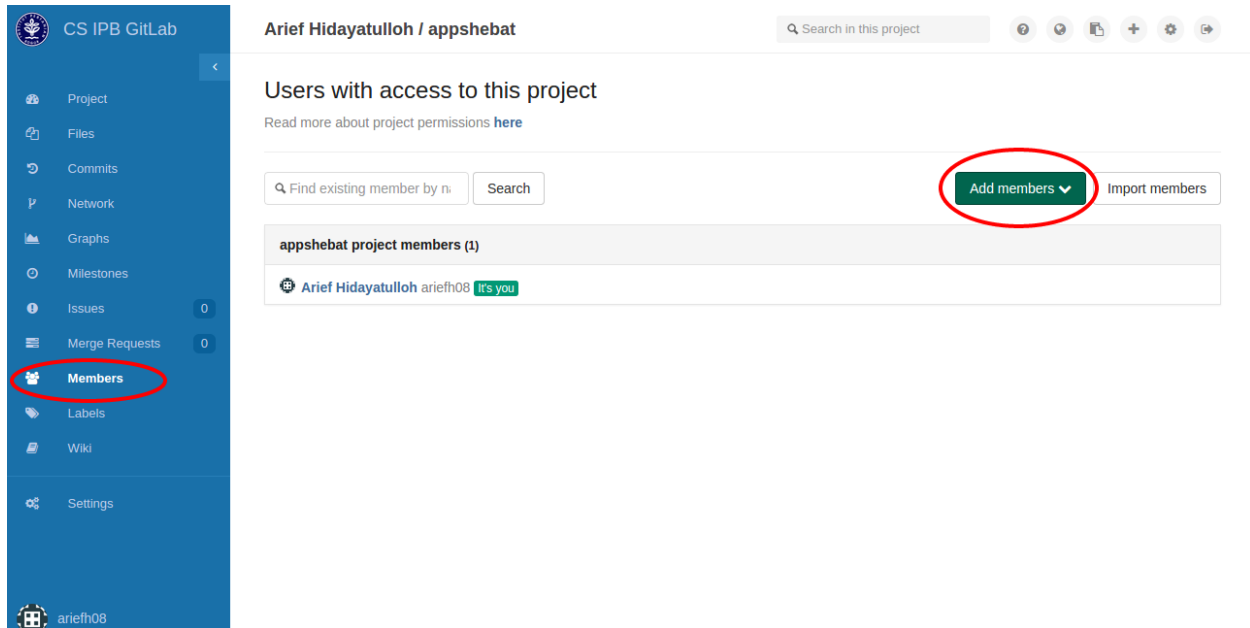 CS IPB GitLab
Arief Hidayatulloh / appshebat
Search in this project
Project
Files
Commits
Network
Graphs
Milestones
Issues 0
Merge Requests 0
Members
Labels
Wiki
Settings
ariefh08
Users with access to this project
Read more about project permissions here
Find existing member by
Search
Add members
Import members
appshebat project members (1)
Arief Hidayatulloh ariefh08 It's you